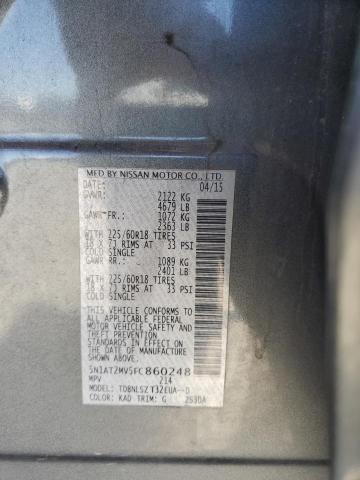 MFD BY NISSAN MOTOR CO., LTD.
DATE: 04/15
GVWR: 2122 KG
4679 LB
GAWR FR: 1072 KG
2363 LB
WITH 225/60R18 TIRES
18 X 7J RIMS AT 33 PSI
COLD SINGLE
GAWR RR: 1089 KG
2401 LB
WITH 225/60R18 TIRES
18 X 7J RIMS AT 33 PSI
COLD SINGLE
THIS VEHICLE CONFORMS
TO ALL APPLICABLE FEDERAL
MOTOR VEHICLE SAFETY
STANDARDS IN EFFECT ON
THE DATE OF MANUFACTURE
SHOWN ABOVE
5N1AT2MV5FC860248
MPV 214
MODEL: TDBNLSZ T32EUA--D
COLOR: KAD TRIM: G